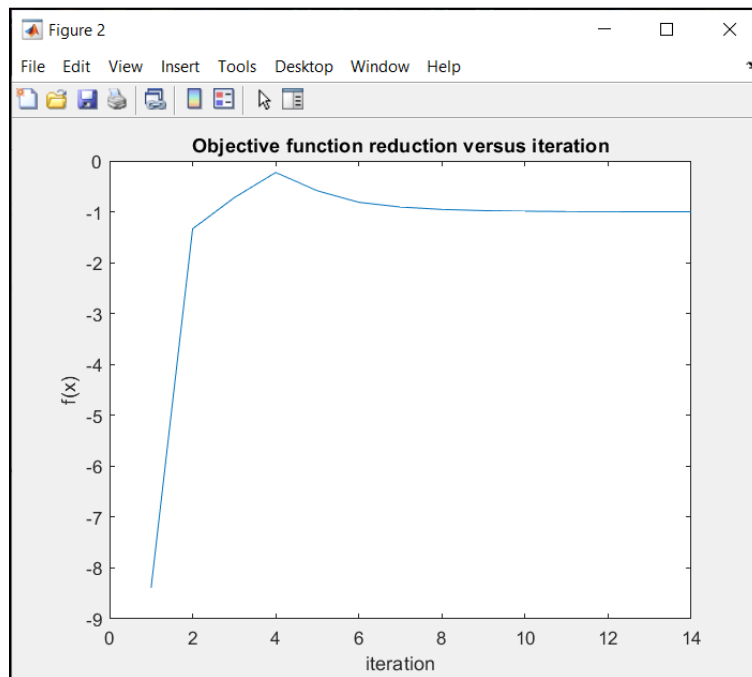 Figure 2
File Edit View Insert Tools Desktop Window Help
Objective function reduction versus iteration
0
-1
-2
-3
-4
-5
-6
-7
-8
-9
f(x)
0 2 4 6 8 10 12 14
iteration